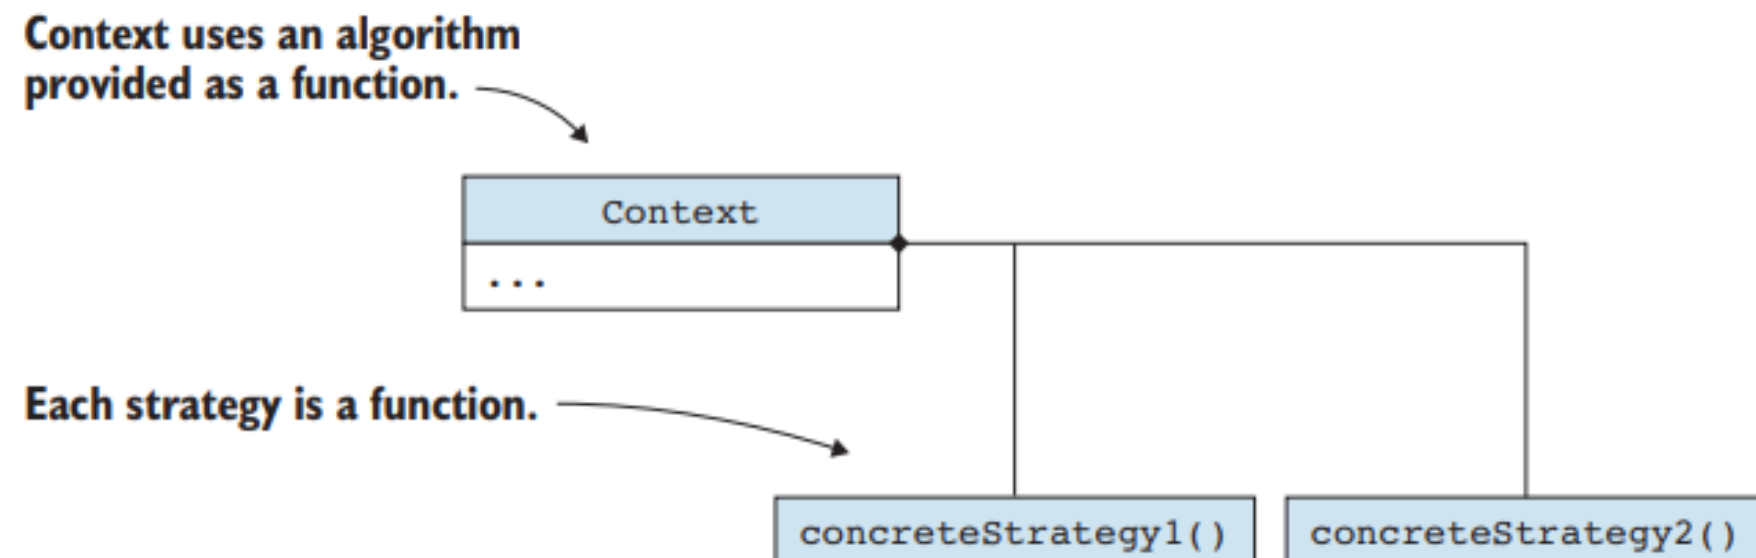 Context uses an algorithm
provided as a function.
Context
...
Each strategy is a function.
concreteStrategy1()
concreteStrategy2()